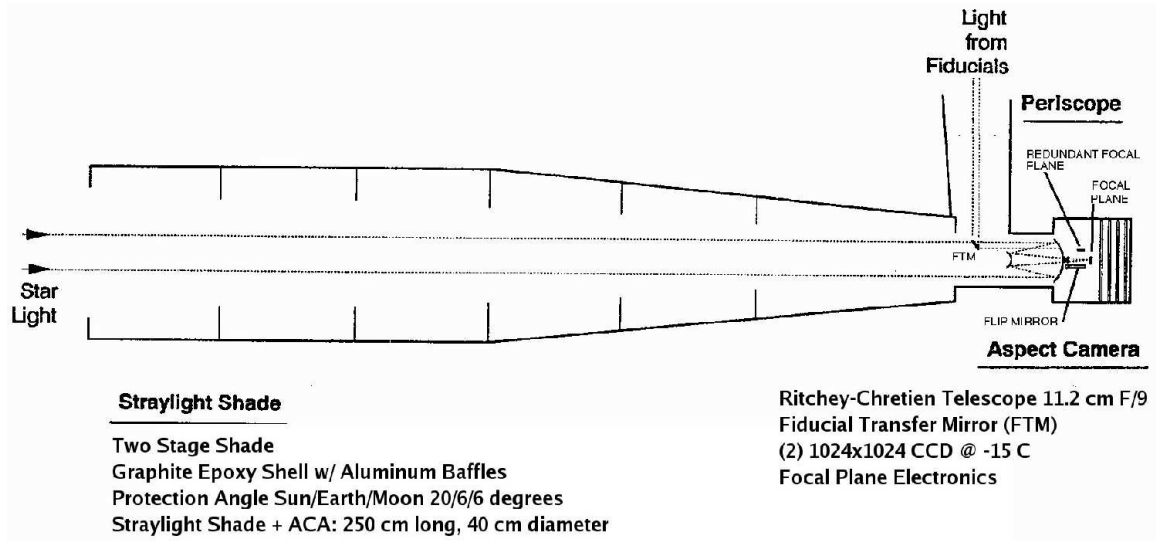 Light
from
Fiducials
Periscope
REDUNDANT FOCAL
PLANE
FOCAL
PLANE
FTM
Star
Light
FLIP MIRROR
Aspect Camera
Straylight Shade
Two Stage Shade
Graphite Epoxy Shell w/ Aluminum Baffles
Protection Angle Sun/Earth/Moon 20/6/6 degrees
Straylight Shade + ACA: 250 cm long, 40 cm diameter
Ritchey-Chretien Telescope 11.2 cm F/9
Fiducial Transfer Mirror (FTM)
(2) 1024x1024 CCD @ -15 C
Focal Plane Electronics